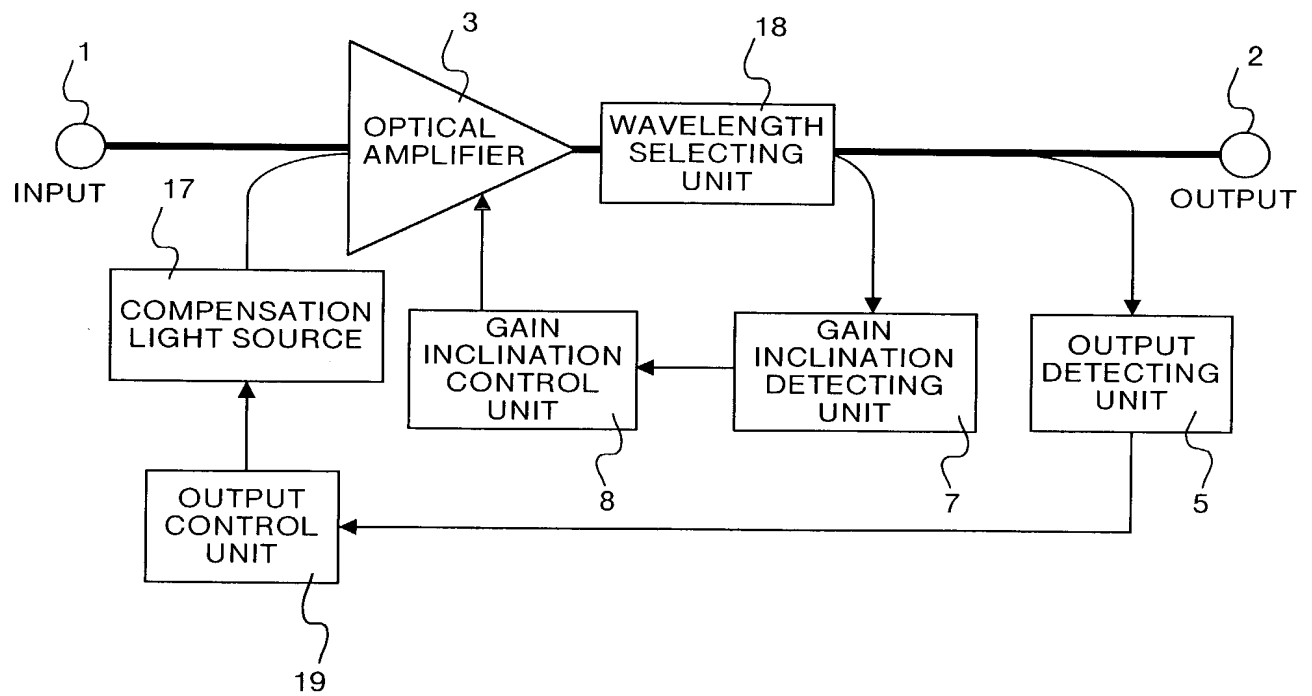 1
3
18
2
OPTICAL
AMPLIFIER
WAVELENGTH
SELECTING
UNIT
INPUT
OUTPUT
17
COMPENSATION
LIGHT SOURCE
GAIN
INCLINATION
CONTROL
UNIT
GAIN
INCLINATION
DETECTING
UNIT
OUTPUT
DETECTING
UNIT
8
7
5
OUTPUT
CONTROL
UNIT
19